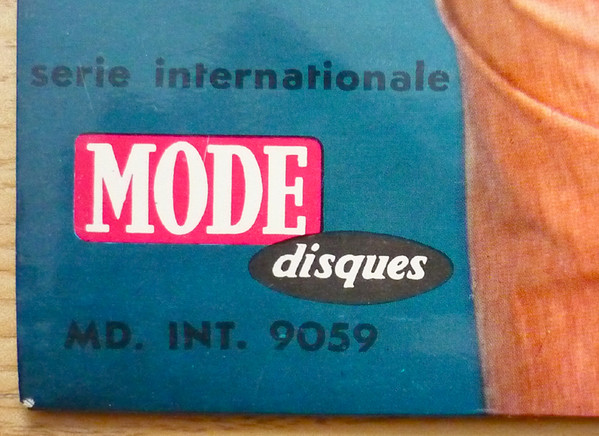 serie internationale
MODE
disques
MD. INT. 9059